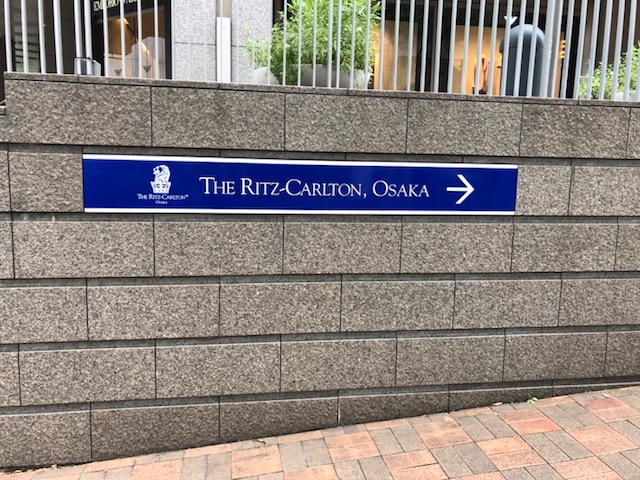 THE RITZ-CARLTON®
OSAKA
THE RITZ-CARLTON, OSAKA →